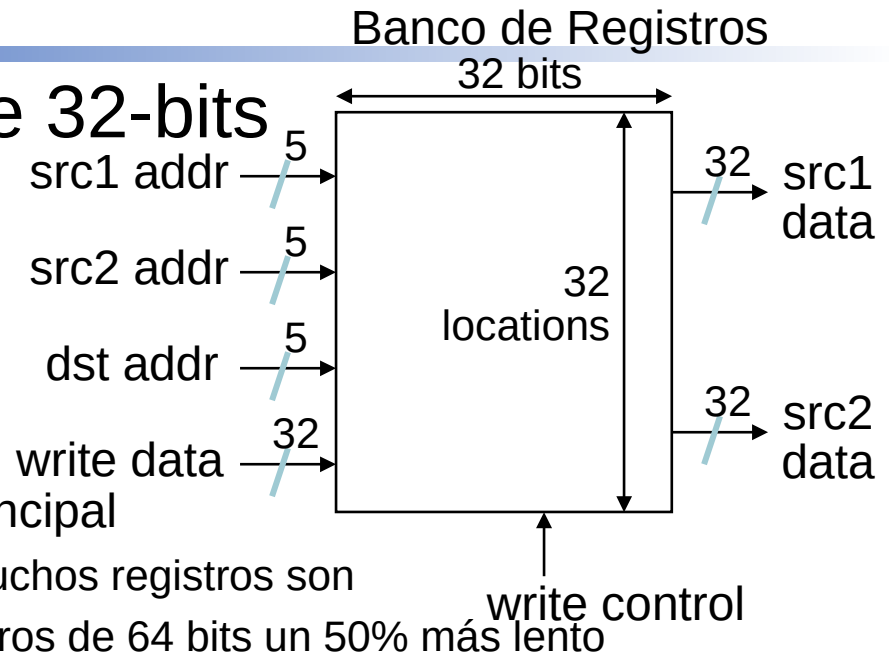 Banco de Registros
32 bits
e 32-bits
5
src1 addr
32
src1
data
5
src2 addr
32
locations
5
dst addr
32
write data
32
src2
data
ncipal
uchos registros son
write control
ros de 64 bits un 50% más lento